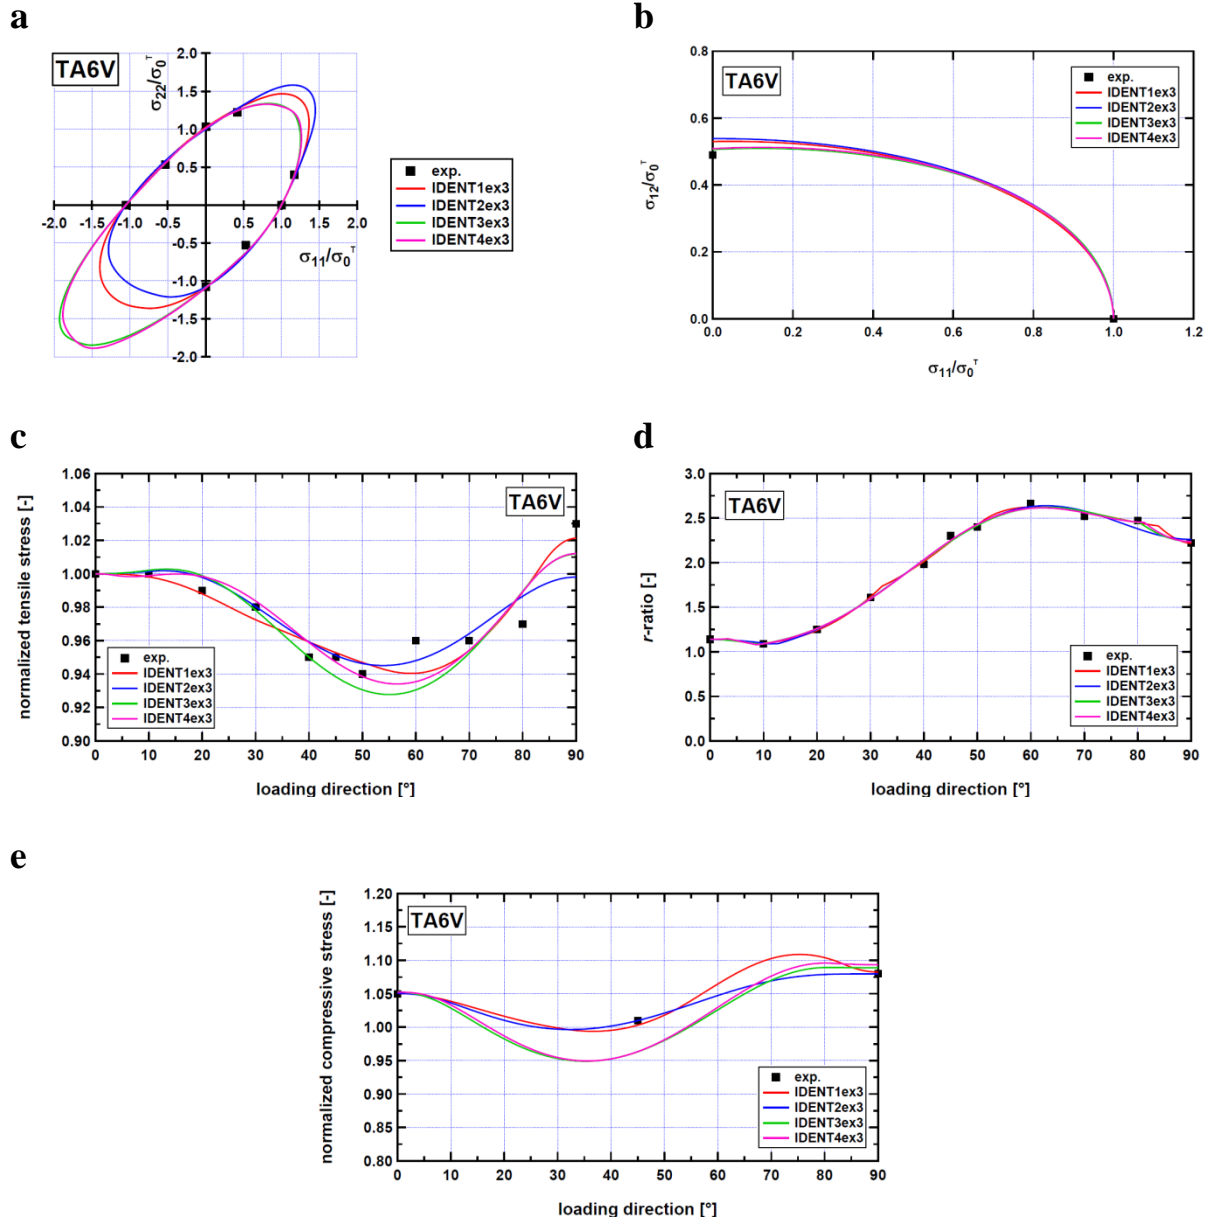 a
TA6V
σ22/σ0T
2.0
1.5
1.0
0.5
-2.0 -1.5 -1.0 -0.5 0.5 1.0 1.5 2.0
-0.5
-1.0
-1.5
-2.0
σ11/σ0T
exp.
IDENT1ex3
IDENT2ex3
IDENT3ex3
IDENT4ex3
b
TA6V
σ12/σ0T
0.8
0.6
0.4
0.2
0.0
0.0 0.2 0.4 0.6 0.8 1.0 1.2
σ11/σ0T
exp.
IDENT1ex3
IDENT2ex3
IDENT3ex3
IDENT4ex3
c
TA6V
normalized tensile stress [-]
1.06
1.04
1.02
1.00
0.98
0.96
0.94
0.92
0.90
0 10 20 30 40 50 60 70 80 90
loading direction [°]
exp.
IDENT1ex3
IDENT2ex3
IDENT3ex3
IDENT4ex3
d
TA6V
r-ratio [-]
3.0
2.5
2.0
1.5
1.0
0.5
0.0
0 10 20 30 40 50 60 70 80 90
loading direction [°]
exp.
IDENT1ex3
IDENT2ex3
IDENT3ex3
IDENT4ex3
e
TA6V
normalized compressive stress [-]
1.20
1.15
1.10
1.05
1.00
0.95
0.90
0.85
0.80
0 10 20 30 40 50 60 70 80 90
loading direction [°]
exp.
IDENT1ex3
IDENT2ex3
IDENT3ex3
IDENT4ex3